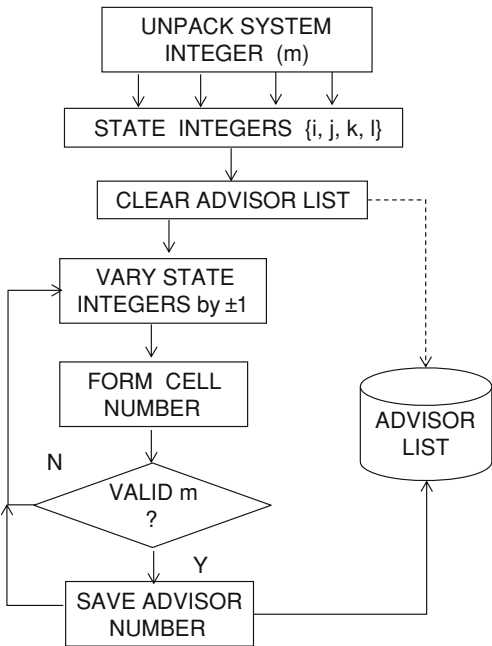 UNPACK SYSTEM
INTEGER (m)
STATE INTEGERS {i, j, k, l}
CLEAR ADVISOR LIST
VARY STATE
INTEGERS by ±1
FORM CELL
NUMBER
ADVISOR
LIST
N
VALID m
?
Y
SAVE ADVISOR
NUMBER